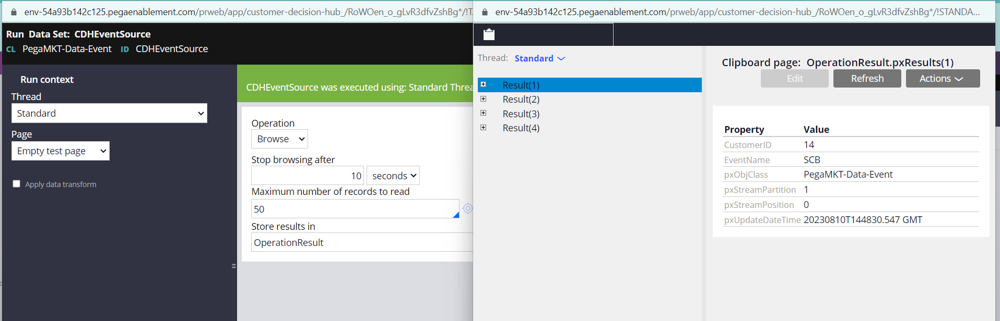 env-54a93b142c125.pegaenablement.com/prweb/app/customer-decision-hub_/RoWOen_o_gLvR3dfvZshBg*/!T
Run Data Set: CDHEventSource
CL PegaMKT-Data-Event ID CDHEventSource
Run context
Thread
Standard
Page
Empty test page
Apply data transform
CDHEventSource was executed using: Standard Threa
Operation
Browse
Stop browsing after
10 seconds
Maximum number of records to read
50
Store results in
OperationResult
env-54a93b142c125.pegaenablement.com/prweb/app/customer-decision-hub_/RoWOen_o_gLvR3dfvZshBg*/!STANDA...
Thread: Standard
Result(1)
Result(2)
Result(3)
Result(4)
Clipboard page: OperationResult.pxResults(1)
Edit Refresh Actions
Property Value
CustomerID 14
EventName SCB
pxObjClass PegaMKT-Data-Event
pxStreamPartition 1
pxStreamPosition 0
pxUpdateDateTime 20230810T144830.547 GMT